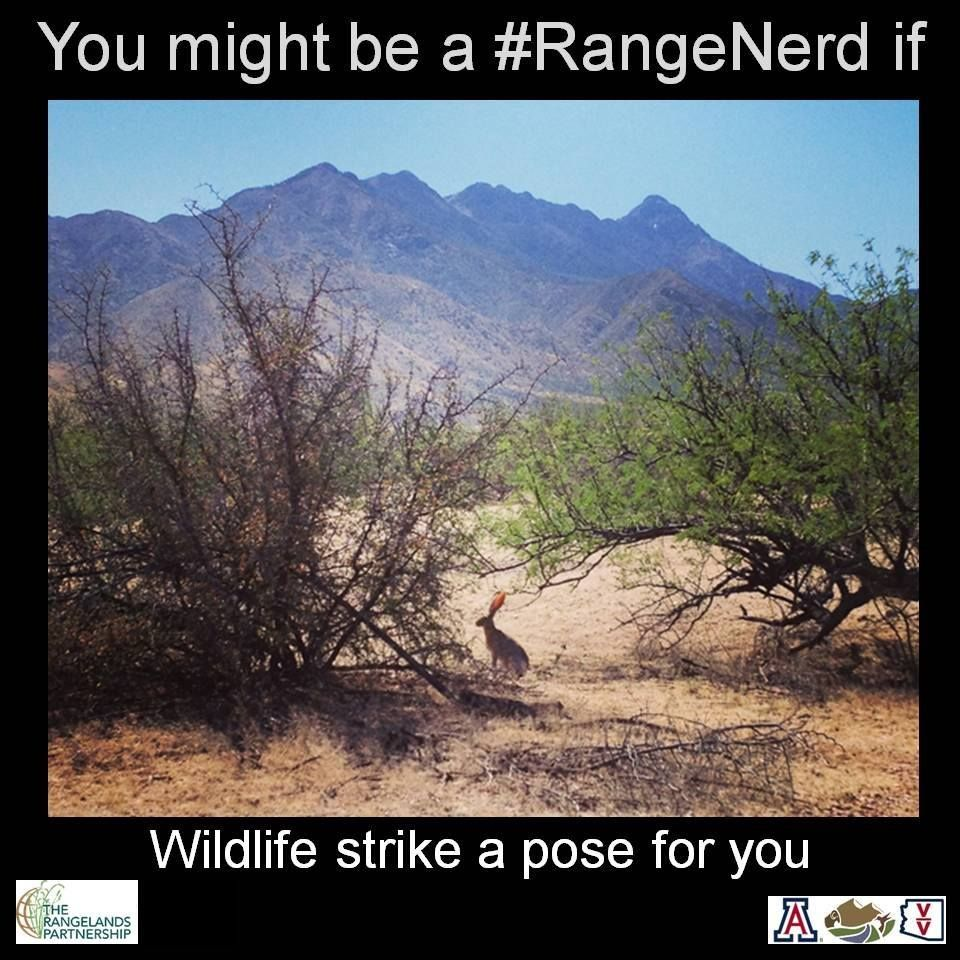 You might be a #RangeNerd if
Wildlife strike a pose for you
THE
RANGELANDS
PARTNERSHIP
A
V
V